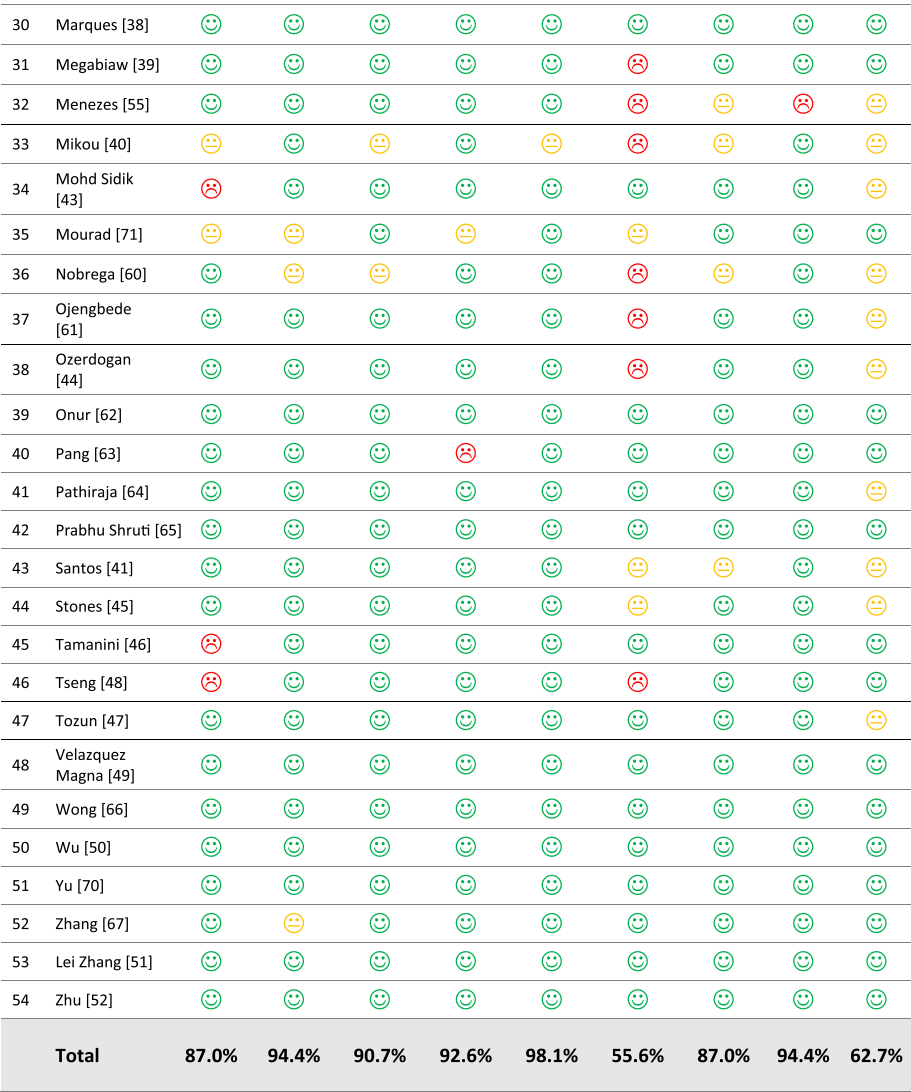 30 Marques [38]
31 Megabiaw [39]
32 Menezes [55]
33 Mikou [40]
34 Mohd Sidik
[43]
35 Mourad [71]
36 Nobrega [60]
37 Ojengbede
[61]
38 Ozerdogan
[44]
39 Onur [62]
40 Pang [63]
41 Pathiraja [64]
42 Prabhu Shruti [65]
43 Santos [41]
44 Stones [45]
45 Tamanini [46]
46 Tseng [48]
47 Tozun [47]
48 Velazquez
Magna [49]
49 Wong [66]
50 Wu [50]
51 Yu [70]
52 Zhang [67]
53 Lei Zhang [51]
54 Zhu [52]
Total 87.0% 94.4% 90.7% 92.6% 98.1% 55.6% 87.0% 94.4% 62.7%